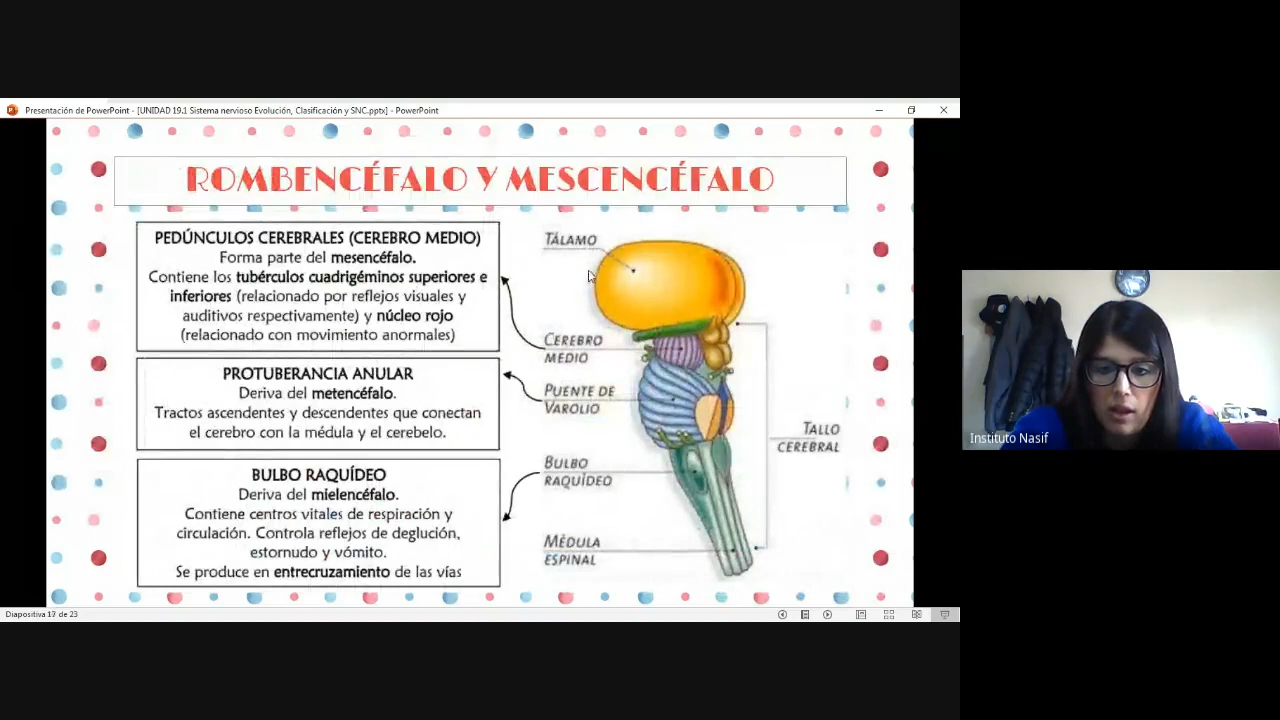 Presentación de PowerPoint - [UNIDAD 19.1 Sistema nervioso Evolución, Clasificación y SNC.pptx] - PowerPoint
ROMBENCÉFALO Y MESCENCÉFALO
PEDÚNCULOS CEREBRALES (CEREBRO MEDIO)
Forma parte del mesencéfalo.
Contiene los tubérculos cuadrigéminos superiores e
inferiores (relacionado por reflejos visuales y
auditivos respectivamente) y núcleo rojo
(relacionado con movimiento anormales)
PROTUBERANCIA ANULAR
Deriva del metencéfalo.
Tractos ascendentes y descendentes que conectan
el cerebro con la médula y el cerebelo.
BULBO RAQUÍDEO
Deriva del mielencéfalo.
Contiene centros vitales de respiración y
circulación. Controla reflejos de deglución,
estornudo y vómito.
Se produce en entrecruzamiento de las vías
TÁLAMO
CEREBRO
MEDIO
PUENTE DE
VAROLIO
BULBO
RAQUÍDEO
MÉDULA
ESPINAL
TALLO
CEREBRAL
Instituto Nasif
Diapositiva 17 de 23